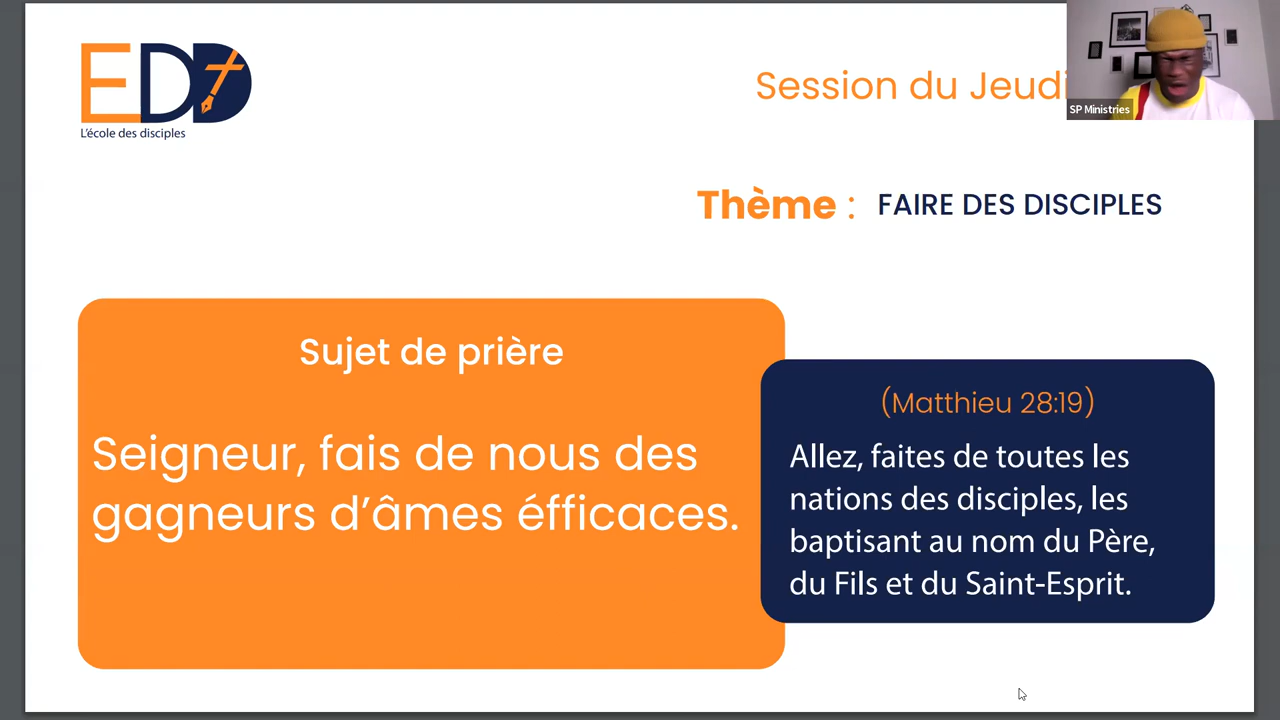 EDD
L'école des disciples
Session du Jeudi
SP Ministries
Thème : FAIRE DES DISCIPLES
Sujet de prière
Seigneur, fais de nous des
gagneurs d'âmes éfficaces.
(Matthieu 28:19)
Allez, faites de toutes les
nations des disciples, les
baptisant au nom du Père,
du Fils et du Saint-Esprit.